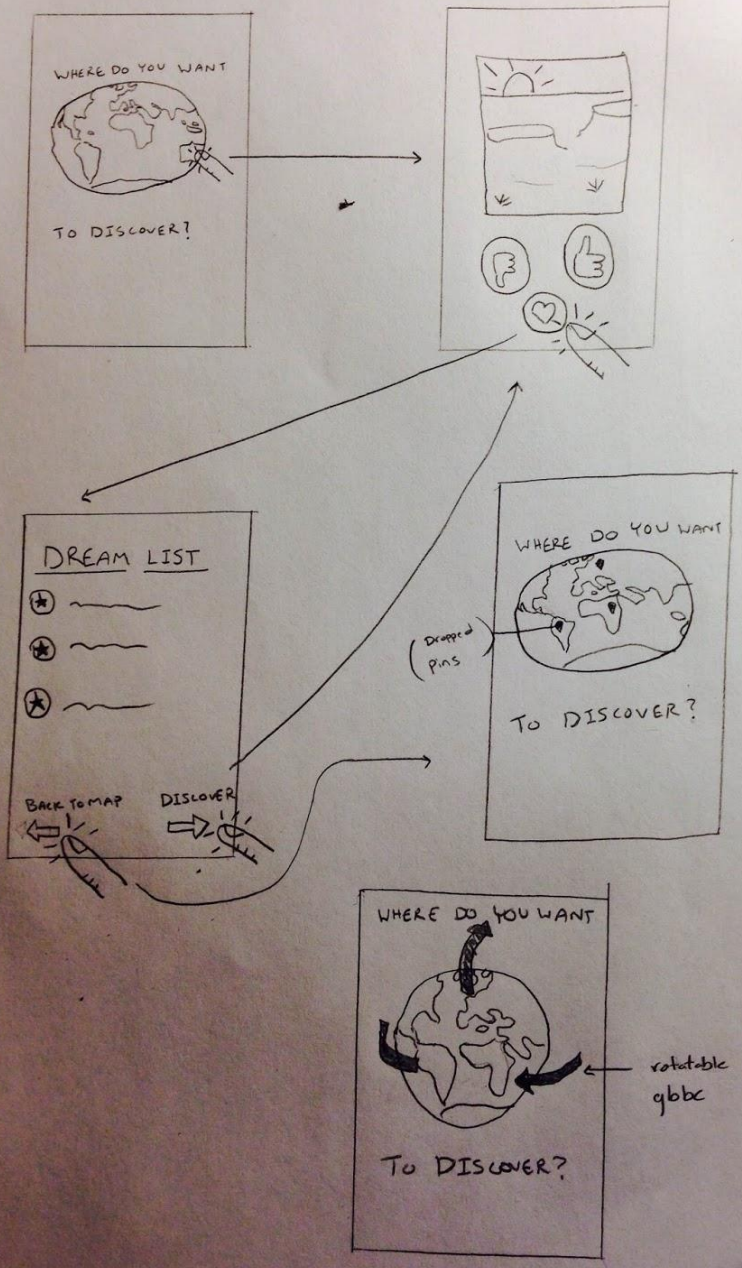 WHERE DO YOU WANT
TO DISCOVER?
DREAM LIST
BACK TO MAP
DISCOVER
WHERE DO YOU WANT
(Dropped
pins)
TO DISCOVER?
WHERE DO YOU WANT
rotatable
TO DISCOVER?